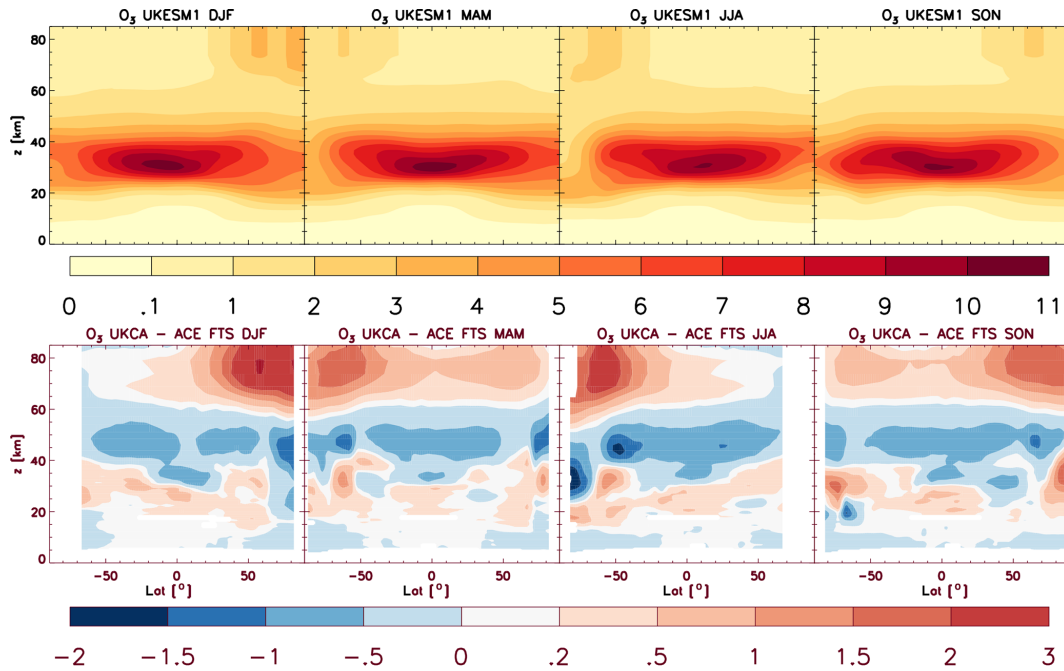 O₃ UKESM1 DJF O₃ UKESM1 MAM O₃ UKESM1 JJA O₃ UKESM1 SON
80
60
40
20
0
z [km]
0 .1 1 2 3 4 5 6 7 8 9 10 11
O₃ UKCA – ACE FTS DJF O₃ UKCA – ACE FTS MAM O₃ UKCA – ACE FTS JJA O₃ UKCA – ACE FTS SON
80
60
40
20
0
z [km]
−50 0 50 −50 0 50 −50 0 50 −50 0 50
Lat [°] Lat [°] Lat [°] Lat [°]
−2 −1.5 −1 −0.5 0 .2 .5 1 1.5 2 3